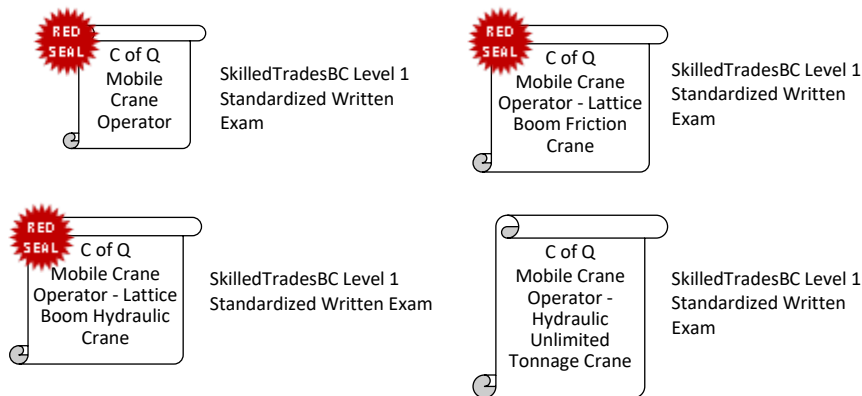 RED
SEAL
C of Q
Mobile
Crane
Operator
SkilledTradesBC Level 1
Standardized Written
Exam
RED
SEAL
C of Q
Mobile Crane
Operator - Lattice
Boom Friction
Crane
SkilledTradesBC Level 1
Standardized Written
Exam
RED
SEAL
C of Q
Mobile Crane
Operator - Lattice
Boom Hydraulic
Crane
SkilledTradesBC Level 1
Standardized Written Exam
C of Q
Mobile Crane
Operator -
Hydraulic
Unlimited
Tonnage Crane
SkilledTradesBC Level 1
Standardized Written
Exam